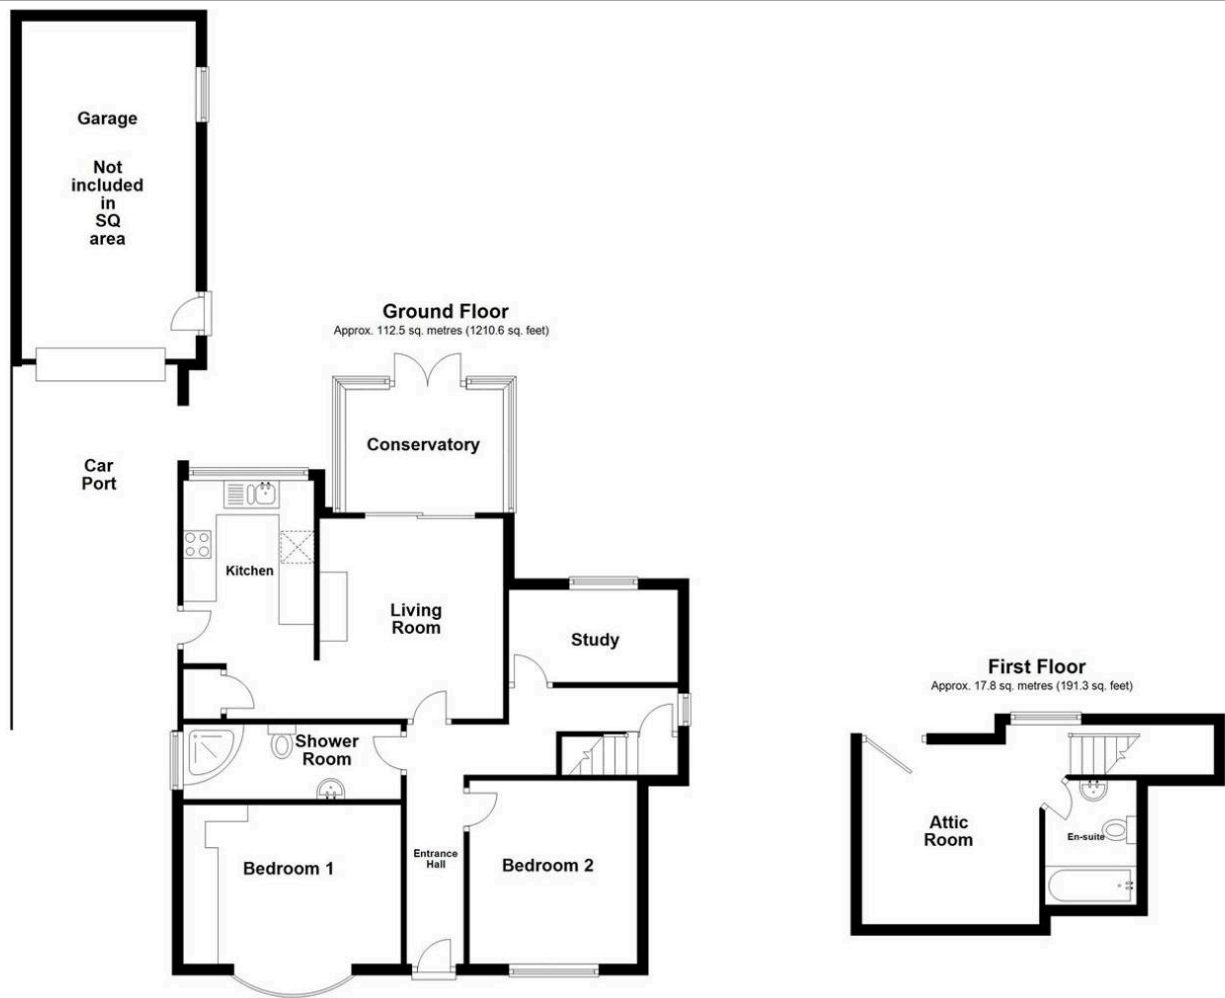 Garage
Not
included
in
SQ
area
Ground Floor
Approx. 112.5 sq. metres (1210.6 sq. feet)
Conservatory
Car
Port
Kitchen
Living
Room
Study
Shower
Room
Bedroom 1
Entrance
Hall
Bedroom 2
First Floor
Approx. 17.8 sq. metres (191.3 sq. feet)
Attic
Room
En-suite